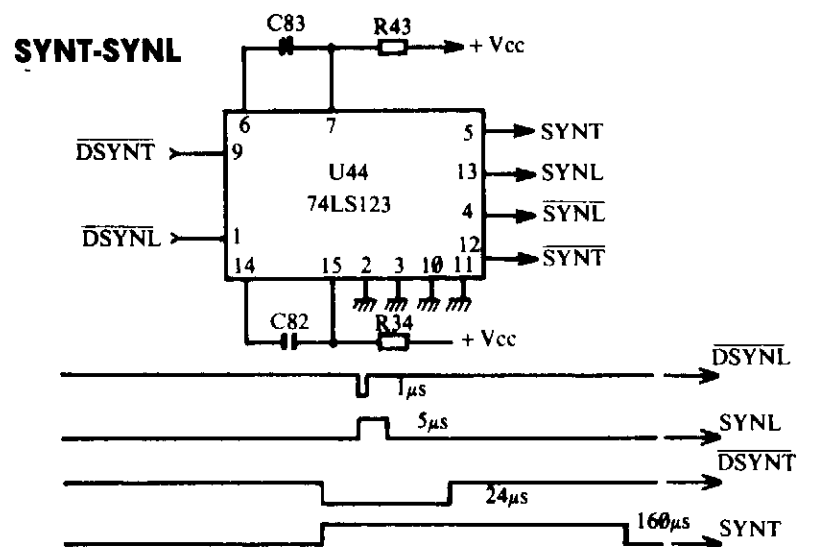 SYNT-SYNL
C83
R43
+ Vcc
6
7
DSYNT
9
5
SYNT
U44
13
SYNL
74LS123
4
SYNL
DSYNL
1
12
SYNT
14
15
2
3
10
11
C82
R34
+ Vcc
DSYNL
1μs
5μs
SYNL
DSYNT
24μs
160μs
SYNT